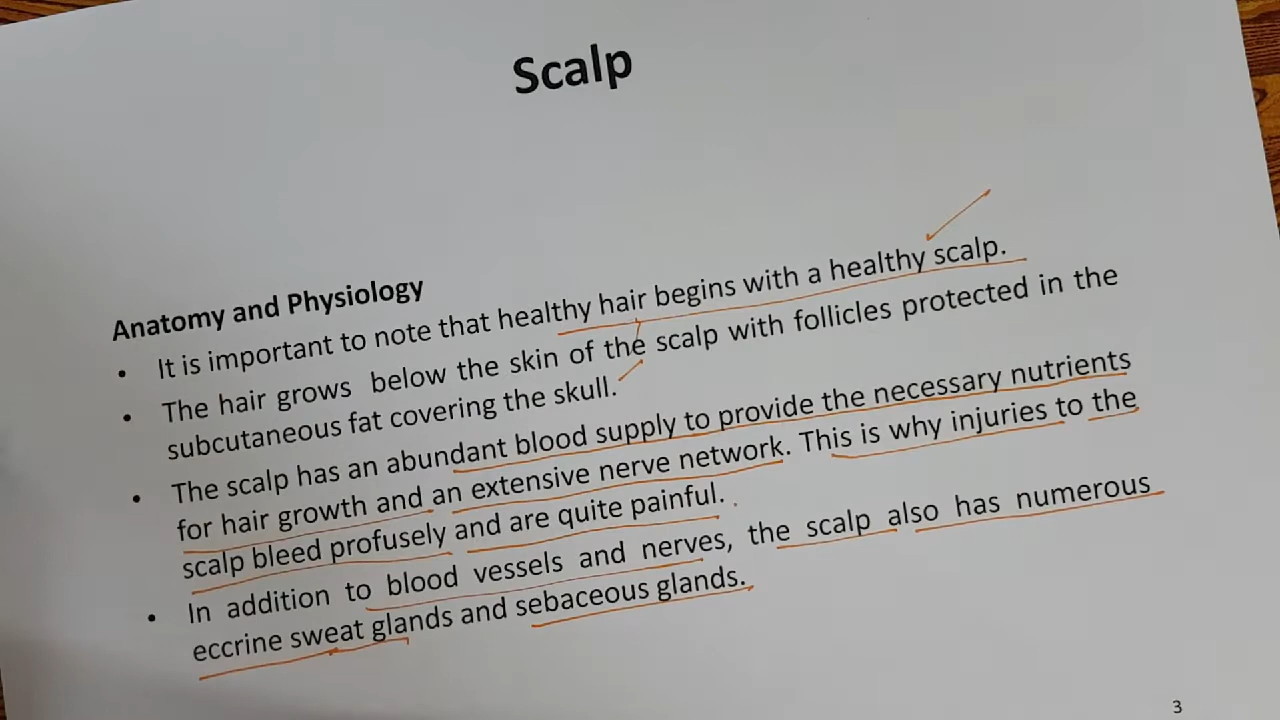 Scalp
Anatomy and Physiology
• It is important to note that healthy hair begins with a healthy scalp.
• The hair grows below the skin of the scalp with follicles protected in the
subcutaneous fat covering the skull.
• The scalp has an abundant blood supply to provide the necessary nutrients
for hair growth and an extensive nerve network. This is why injuries to the
scalp bleed profusely and are quite painful.
• In addition to blood vessels and nerves, the scalp also has numerous
eccrine sweat glands and sebaceous glands.
3